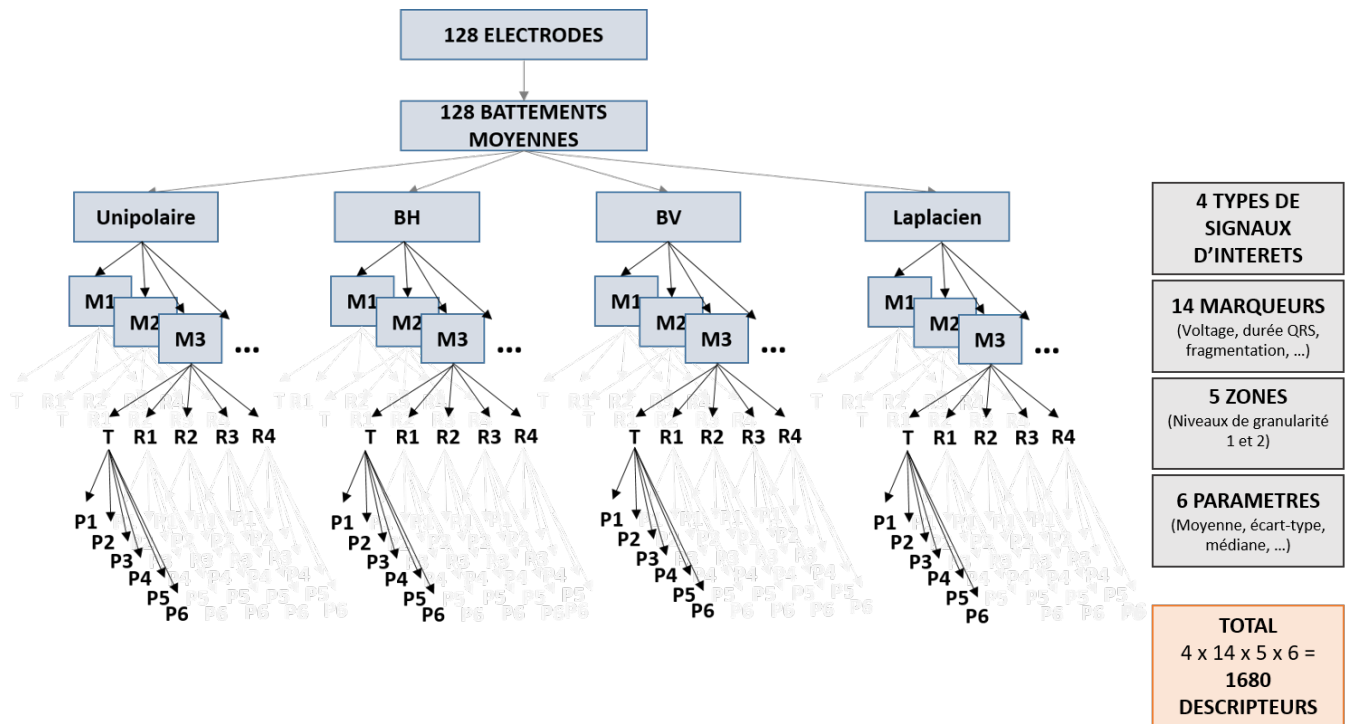 128 ELECTRODES
128 BATTEMENTS
MOYENNES
Unipolaire
BH
BV
Laplacien
M1
M2
M3
...
M1
M2
M3
...
M1
M2
M3
...
M1
M2
M3
...
T R1 R2 R3 R4
T R1 R2 R3 R4
T R1 R2 R3 R4
T R1 R2 R3 R4
P1
P2
P3
P4
P5
P6
P1
P2
P3
P4
P5
P6
P1
P2
P3
P4
P5
P6
P1
P2
P3
P4
P5
P6
4 TYPES DE
SIGNAUX
D'INTERETS
14 MARQUEURS
(Voltage, durée QRS,
fragmentation, ...)
5 ZONES
(Niveaux de granularité
1 et 2)
6 PARAMETRES
(Moyenne, écart-type,
médiane, ...)
TOTAL
4 x 14 x 5 x 6 =
1680
DESCRIPTEURS